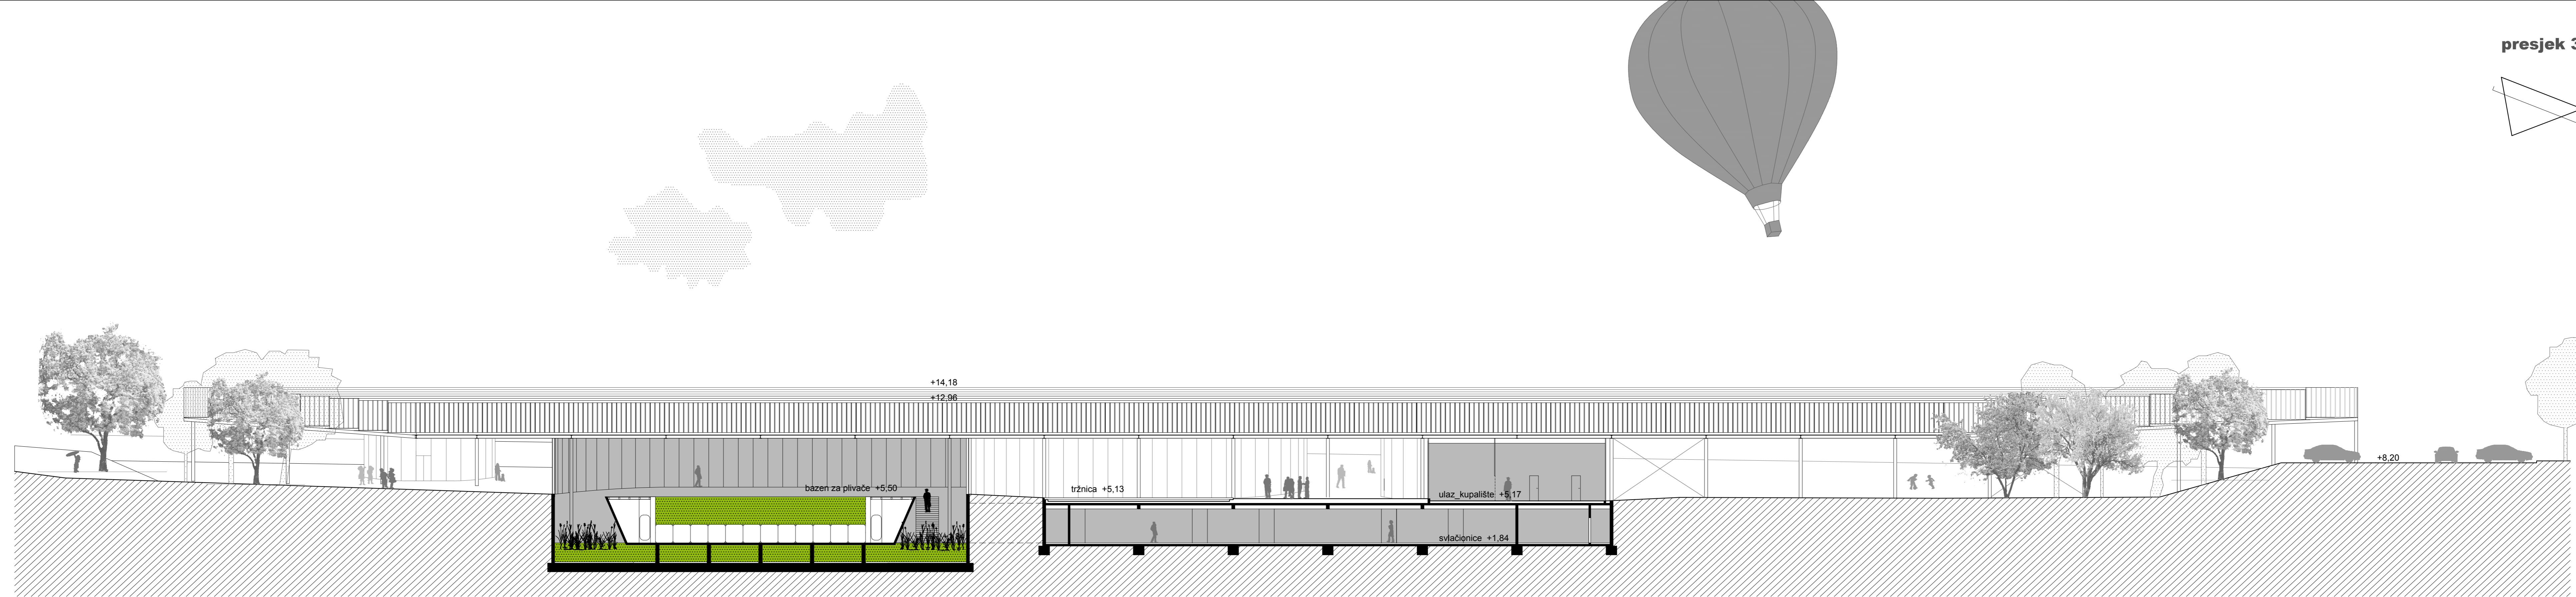 presjek 3
+14,18
+12,96
+8,20
bazen za plivače +5,50
tržnica +5,13
ulaz_kupalište +5,17
svlačionice +1,84